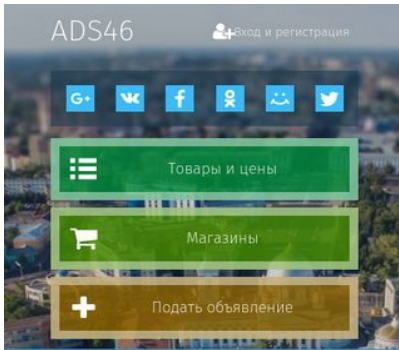 ADS46
Вход и регистрация
G+
Товары и цены
Магазины
Подать объявление